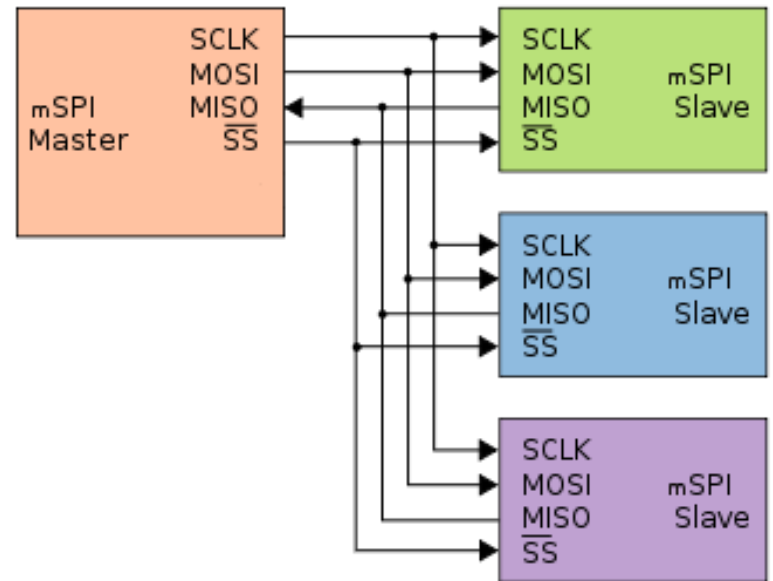 SCLK
MOSI
mSPI MISO
Master SS
SCLK
MOSI mSPI
MISO Slave
SS
SCLK
MOSI mSPI
MISO Slave
SS
SCLK
MOSI mSPI
MISO Slave
SS